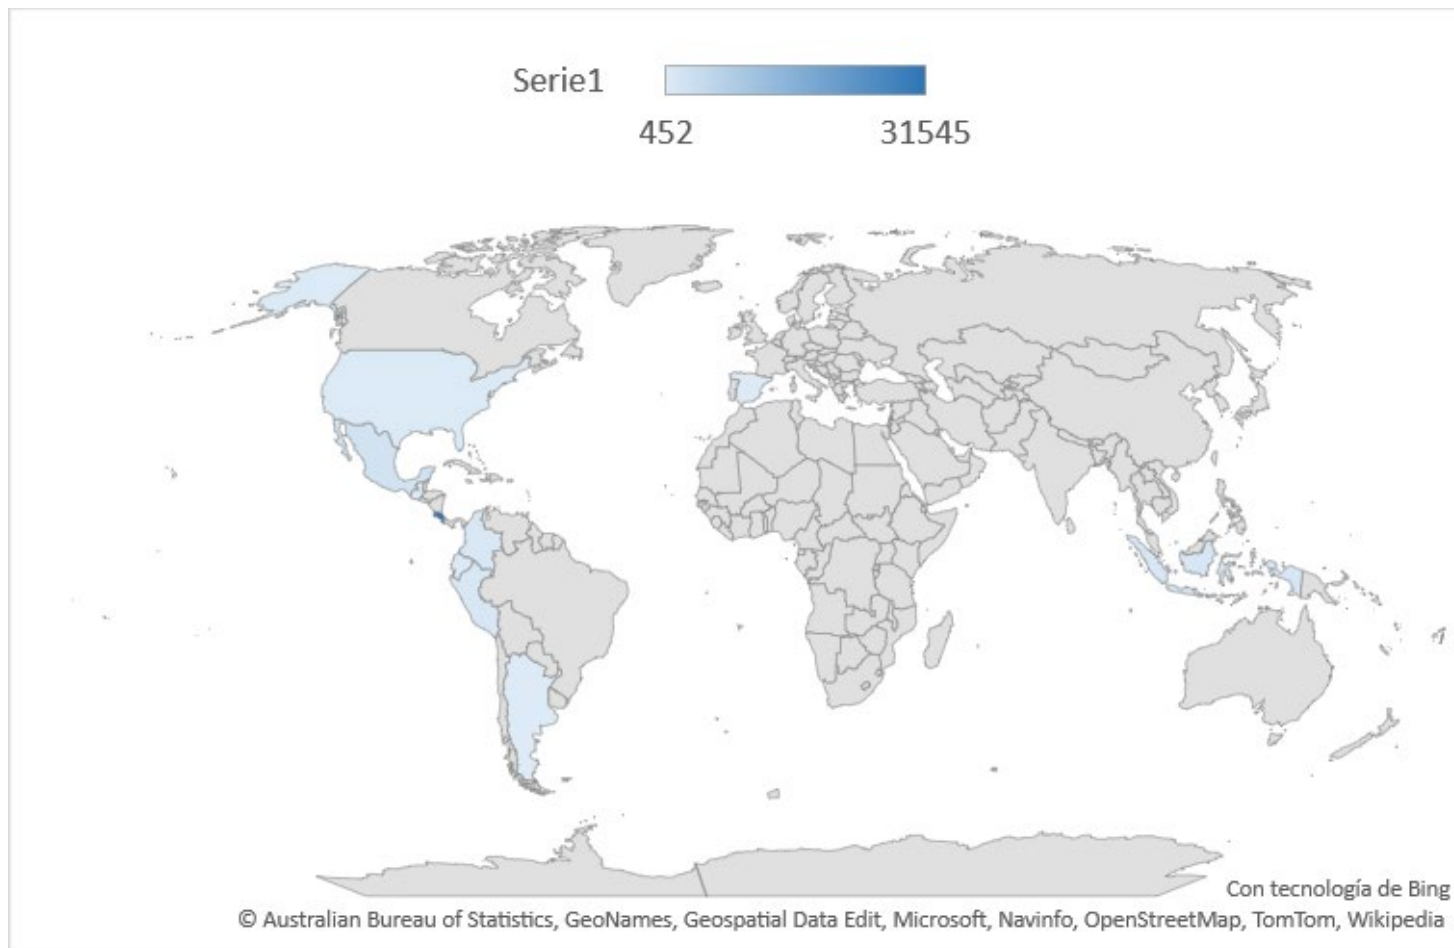 Serie1
452 31545
Con tecnología de Bing
© Australian Bureau of Statistics, GeoNames, Geospatial Data Edit, Microsoft, Navinfo, OpenStreetMap, TomTom, Wikipedia